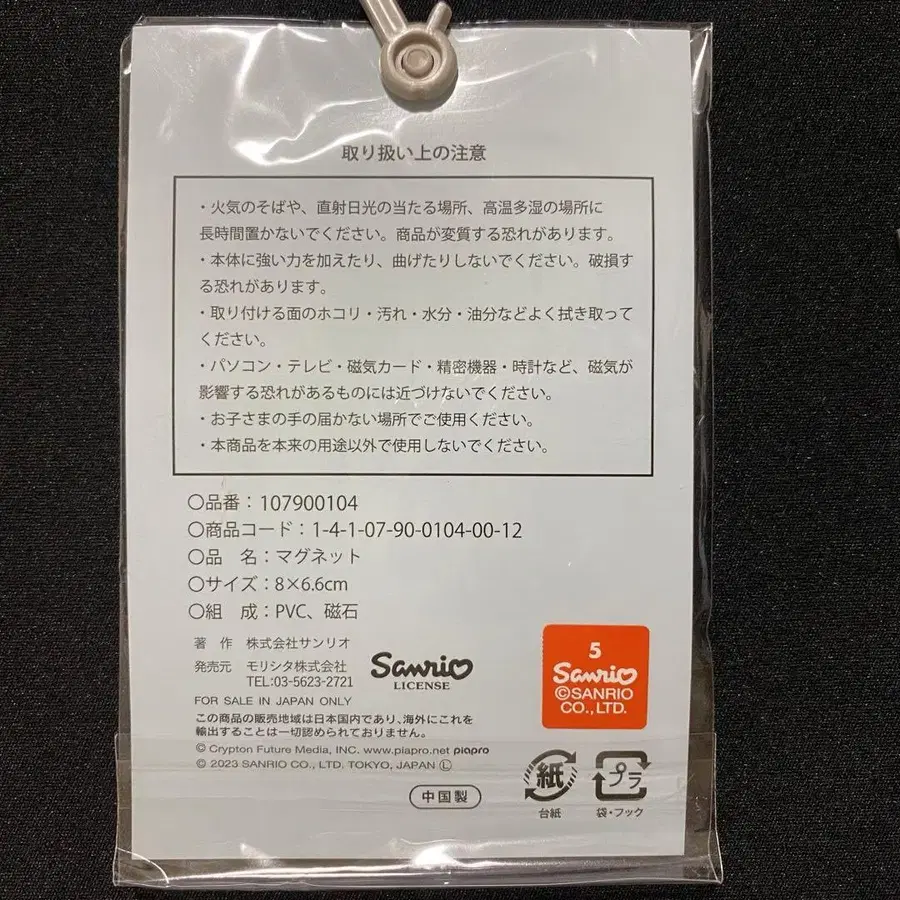 取り扱い上の注意
・火気のそばや、直射日光の当たる場所、高温多湿の場所に
長時間置かないでください。商品が変質する恐れがあります。
・本体に強い力を加えたり、曲げたりしないでください。破損す
る恐れがあります。
・取り付ける面のホコリ・汚れ・水分・油分などよく拭き取って
ください。
・パソコン・テレビ・磁気カード・精密機器・時計など、磁気が
影響する恐れがあるものには近づけないでください。
・お子さまの手の届かない場所でご使用ください。
・本商品を本来の用途以外で使用しないでください。
〇品番：107900104
〇商品コード：1-4-1-07-90-0104-00-12
〇品　名：マグネット
〇サイズ：8×6.6cm
〇組　成：PVC、磁石
著　作　株式会社サンリオ
発売元　モリシタ株式会社
TEL:03-5623-2721
Sanrio
LICENSE
5
Sanrio
©SANRIO
CO.,LTD.
FOR SALE IN JAPAN ONLY
この商品の販売地域は日本国内であり、海外にこれを
輸出することは一切認められておりません。
© Crypton Future Media, INC. www.piapro.net piapro
© 2023 SANRIO CO., LTD. TOKYO, JAPAN Ⓛ
中国製
紙
台紙
プラ
袋・フック